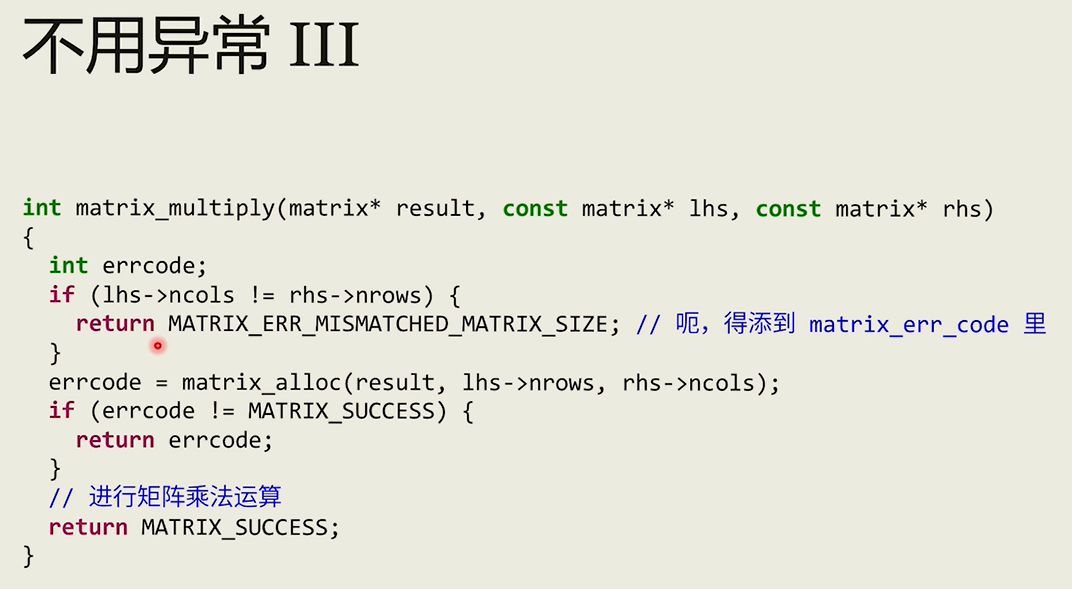 不用异常 III
int matrix_multiply(matrix* result, const matrix* lhs, const matrix* rhs)
{
  int errcode;
  if (lhs->ncols != rhs->nrows) {
    return MATRIX_ERR_MISMATCHED_MATRIX_SIZE; // 呃，得添到 matrix_err_code 里
  }
  errcode = matrix_alloc(result, lhs->nrows, rhs->ncols);
  if (errcode != MATRIX_SUCCESS) {
    return errcode;
  }
  // 进行矩阵乘法运算
  return MATRIX_SUCCESS;
}